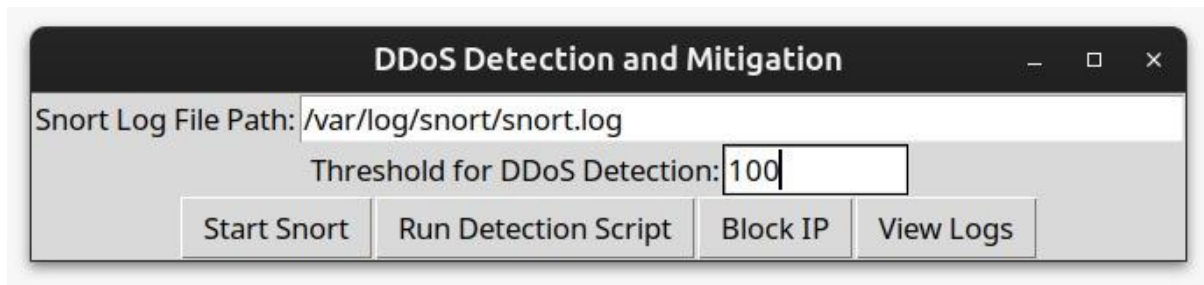 DDoS Detection and Mitigation
Snort Log File Path: /var/log/snort/snort.log
Threshold for DDoS Detection: 100
Start Snort Run Detection Script Block IP View Logs